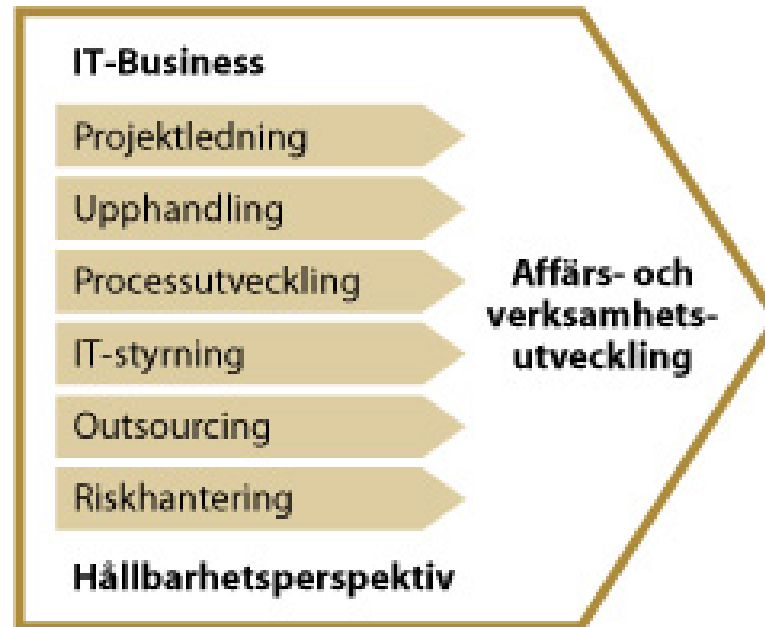 IT-Business
Projektledning
Upphandling
Processutveckling
IT-styrning
Outsourcing
Riskhantering
Hållbarhetsperspektiv
Affärs- och
verksamhets-
utveckling